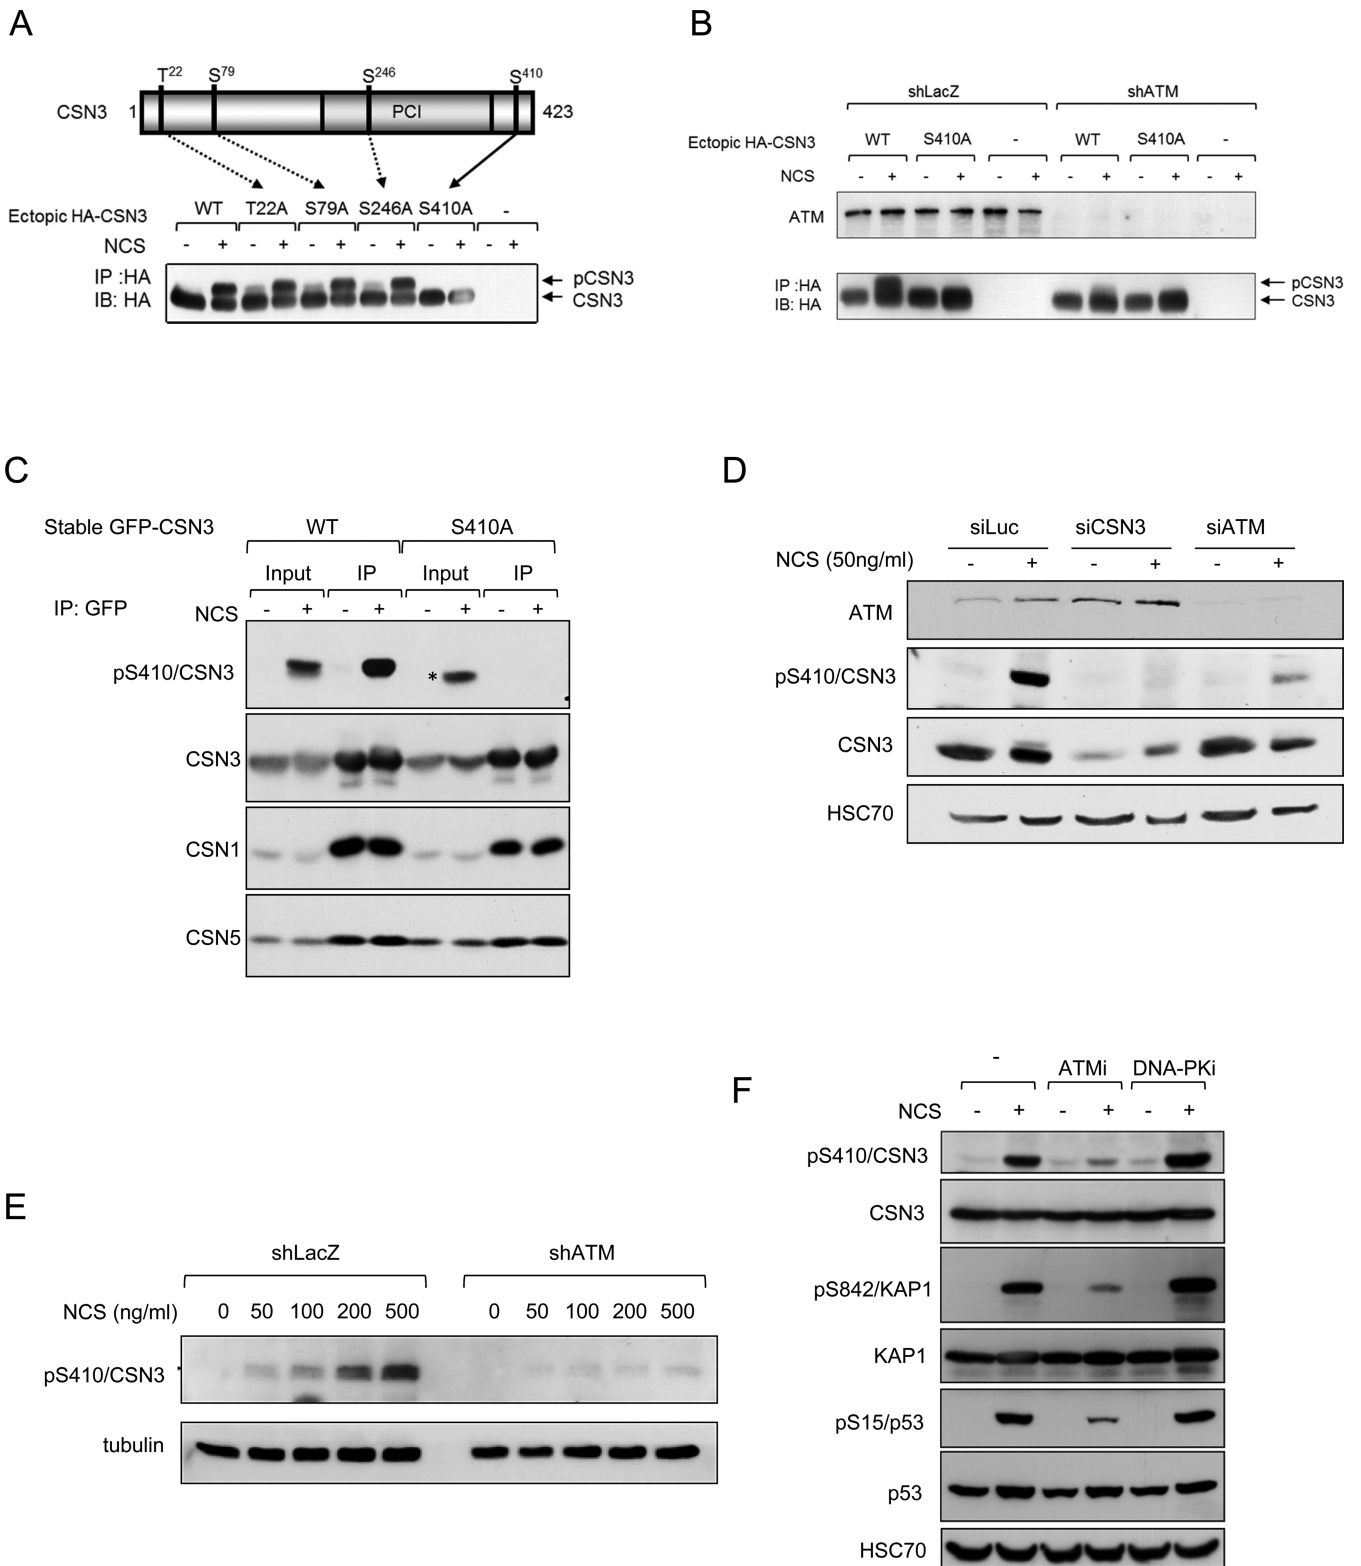 A
T22 S79 S246 S410
CSN3 1 PCI 423
Ectopic HA-CSN3 WT T22A S79A S246A S410A -
NCS - + - + - + - + - + - +
IP :HA pCSN3
IB: HA CSN3
B
shLacZ shATM
Ectopic HA-CSN3 WT S410A - WT S410A -
NCS - + - + - + - + - + - +
ATM
IP :HA pCSN3
IB: HA CSN3
C
Stable GFP-CSN3 WT S410A
Input IP Input IP
IP: GFP NCS - + - + - + - +
pS410/CSN3 *
CSN3
CSN1
CSN5
D
siLuc siCSN3 siATM
NCS (50ng/ml) - + - + - +
ATM
pS410/CSN3
CSN3
HSC70
E
shLacZ shATM
NCS (ng/ml) 0 50 100 200 500 0 50 100 200 500
pS410/CSN3
tubulin
F
- ATMi DNA-PKi
NCS - + - + - +
pS410/CSN3
CSN3
pS842/KAP1
KAP1
pS15/p53
p53
HSC70